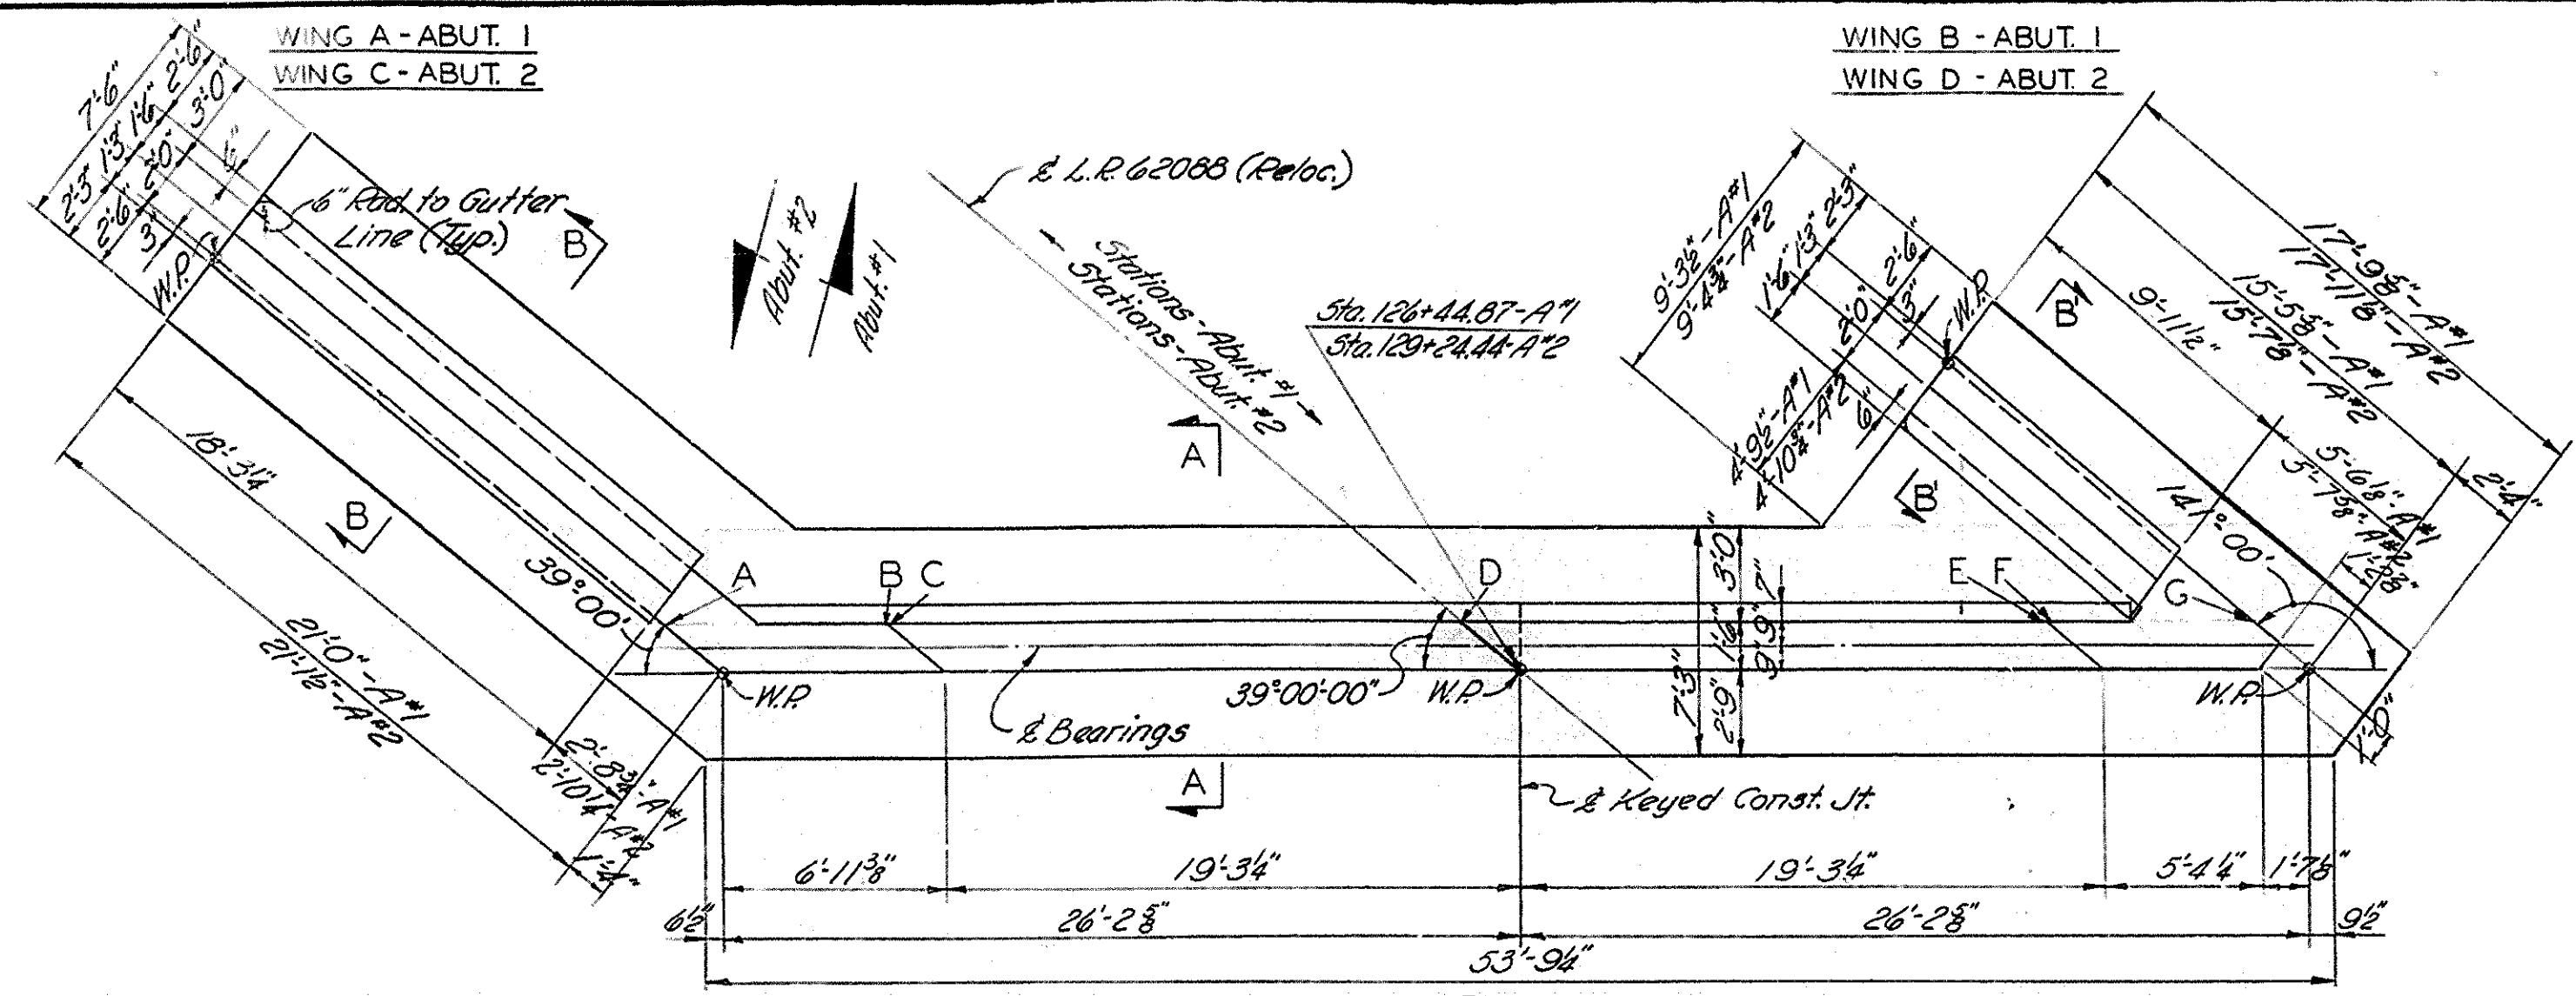 WING A - ABUT. 1
WING C - ABUT. 2
WING B - ABUT. 1
WING D - ABUT. 2
7'-6"
2'-3" 1'-3" 1'-6" 2'-6"
2'-6" 2'-0" 3'-0"
3"
6"
W.P.
6" Rad. to Gutter
Line (Typ.)
B
B
Abut. #2
Abut. #1
℄ L.R. 62088 (Reloc.)
Stations - Abut. #1
Stations - Abut. #2
Sta. 126+44.87-A#1
Sta. 129+24.44-A#2
9'-3½"-A#1
9'-4¾"-A#2
1'-6" 1'-3" 2'-3"
2'-0" 2'-6"
3"
W.P.
4'-9½"-A#1
4'-10¾"-A#2
6"
B'
B'
17'-9⅝"-A#1
17'-11⅛"-A#2
15'-5⅝"-A#1
15'-7⅛"-A#2
9'-11½"
5'-6⅛"-A#1
5'-7⅝"-A#2
2'-4"
1'-2⅜"
141°-00'
18'-3¼"
21'-0"-A#1
21'-1½"-A#2
2'-8¾"-A#1
2'-10¼"-A#2
1'-4"
39°-00'
A
B C
D
E F
G
A
A
39°00'-00"
W.P.
W.P.
W.P.
℄ Bearings
7'-3"
3'-0"
1'-6"
2'-9"
7"
9"
9"
1'-0"
℄ Keyed Const. Jt.
6'-11⅜" 19'-3¼" 19'-3¼" 5'-4¼" 1'-7⅛"
6½" 26'-2⅝" 26'-2⅝" 9½"
53'-9¼"